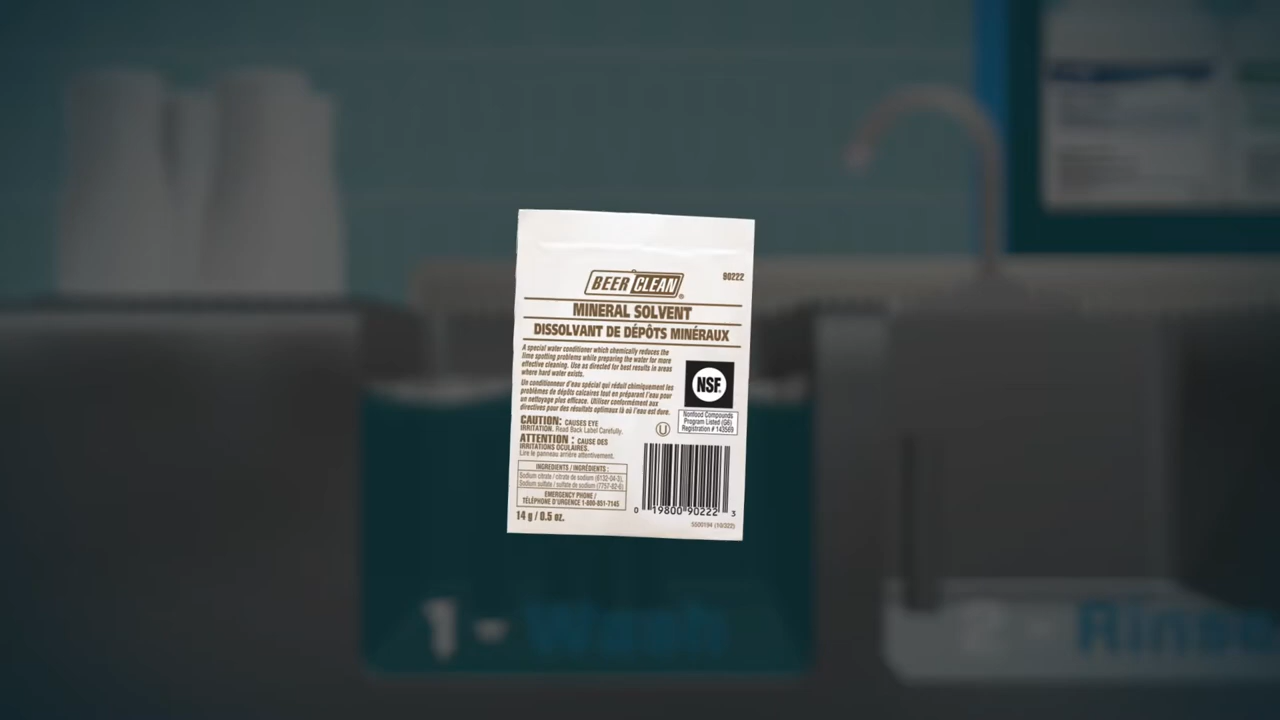 BEER CLEAN®
90222
MINERAL SOLVENT
DISSOLVANT DE DÉPÔTS MINÉRAUX
A special water conditioner which chemically reduces the
lime spotting problems while preparing the water for more
effective cleaning. Use as directed for best results in areas
where hard water exists.
Un conditionneur d'eau spécial qui réduit chimiquement les
problèmes de dépôts calcaires tout en préparant l'eau pour
un nettoyage plus efficace. Utiliser conformément aux
directives pour des résultats optimaux là où l'eau est dure.
NSF
Nonfood Compounds
Program Listed (G6)
Registration # 143569
U
CAUTION: CAUSES EYE
IRRITATION. Read Back Label Carefully.
ATTENTION : CAUSE DES
IRRITATIONS OCULAIRES.
Lire le panneau arrière attentivement.
INGREDIENTS / INGRÉDIENTS :
Sodium citrate / citrate de sodium (6132-04-3),
Sodium sulfate / sulfate de sodium (7757-82-6)
EMERGENCY PHONE /
TÉLÉPHONE D'URGENCE 1-800-851-7145
14 g / 0.5 oz.
0 19800 90222 3
5500194 (10/322)
1 - Wash
2 - Rinse